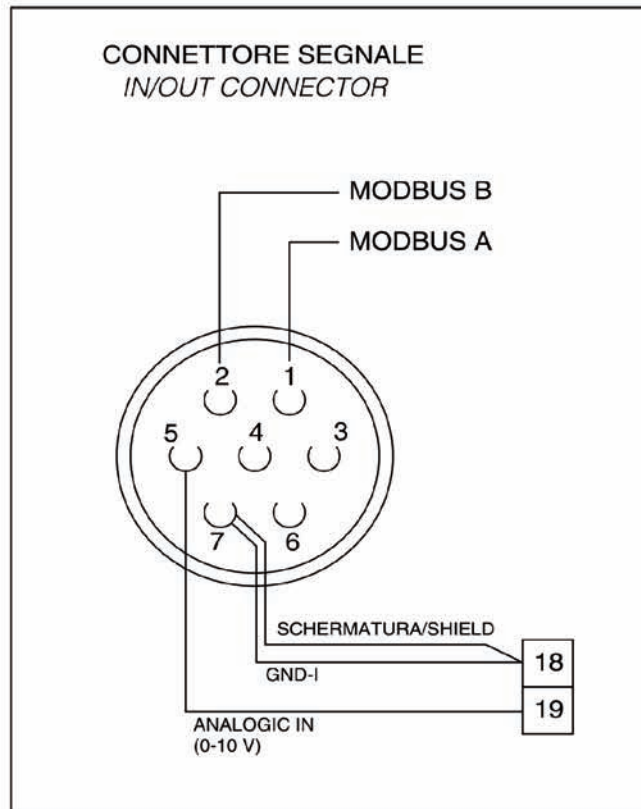 CONNETTORE SEGNALE
IN/OUT CONNECTOR
MODBUS B
MODBUS A
2 1
5 4 3
7 6
SCHERMATURA/SHIELD
18
GND-I
19
ANALOGIC IN
(0-10 V)